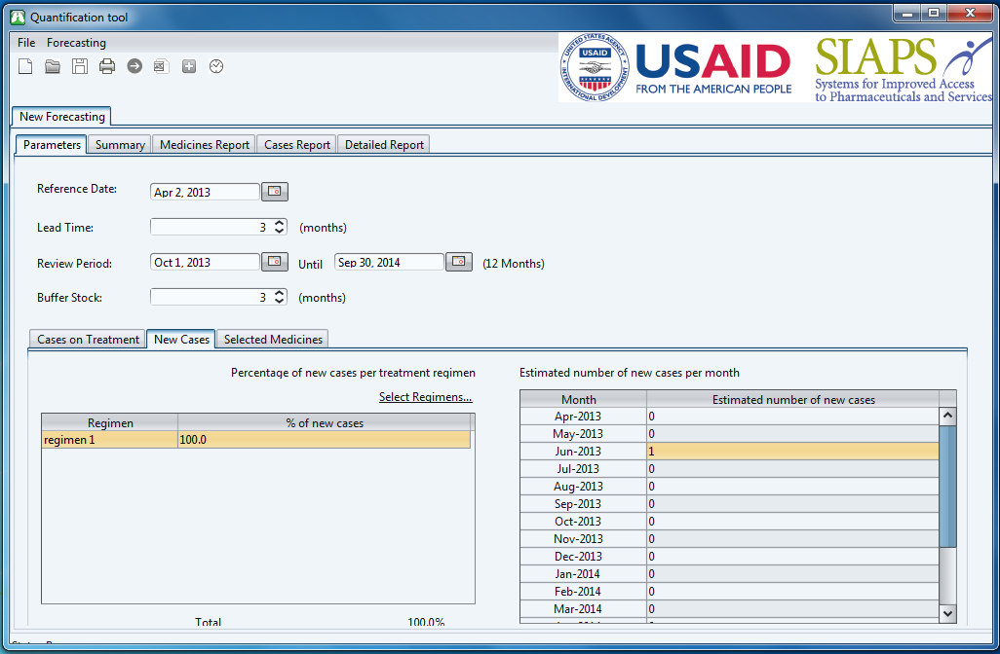 Quantification tool
File Forecasting
UNITED STATES AGENCY
USAID
INTERNATIONAL DEVELOPMENT
USAID
FROM THE AMERICAN PEOPLE
SIAPS
Systems for Improved Access
to Pharmaceuticals and Services
New Forecasting
Parameters Summary Medicines Report Cases Report Detailed Report
Reference Date: Apr 2, 2013
Lead Time: 3 (months)
Review Period: Oct 1, 2013 Until Sep 30, 2014 (12 Months)
Buffer Stock: 3 (months)
Cases on Treatment New Cases Selected Medicines
Percentage of new cases per treatment regimen
Select Regimens...
Regimen % of new cases
regimen 1 100.0
Total 100.0%
Estimated number of new cases per month
Month Estimated number of new cases
Apr-2013 0
May-2013 0
Jun-2013 1
Jul-2013 0
Aug-2013 0
Sep-2013 0
Oct-2013 0
Nov-2013 0
Dec-2013 0
Jan-2014 0
Feb-2014 0
Mar-2014 0